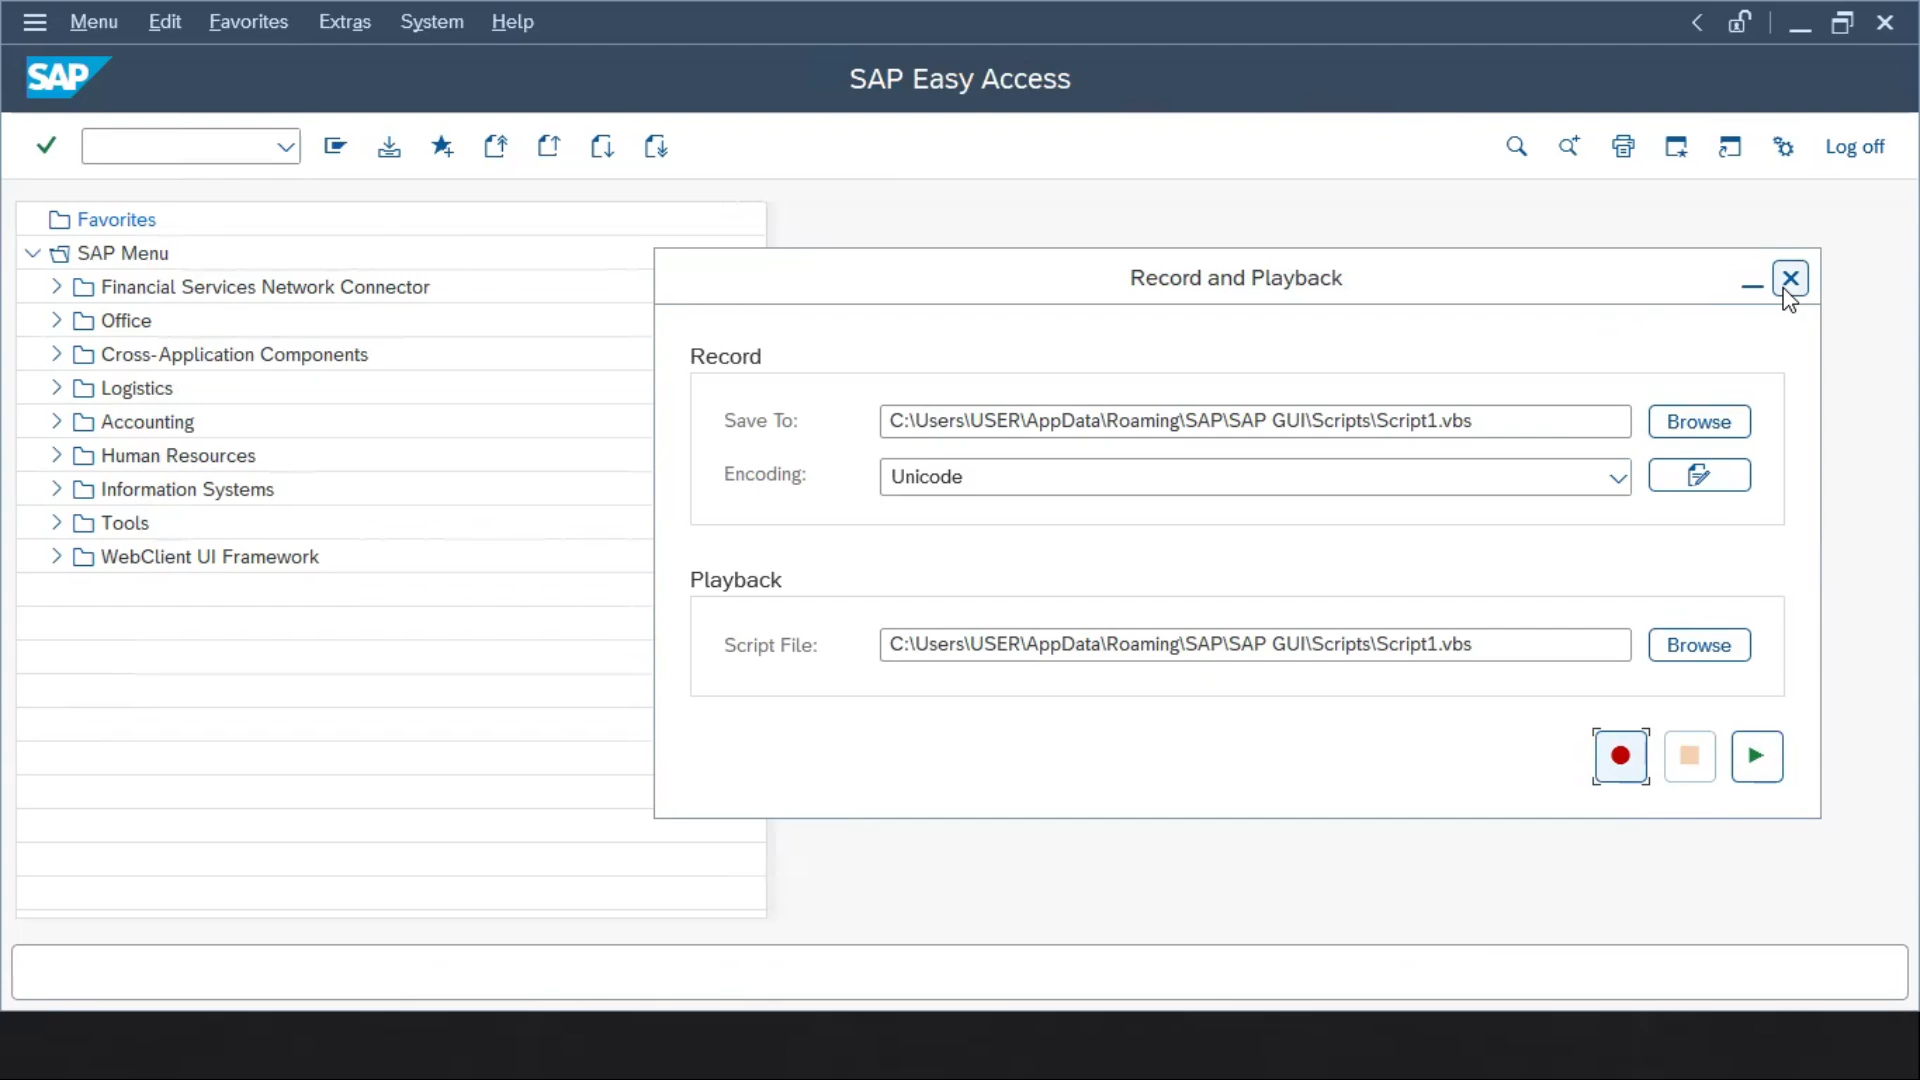 Menu Edit Favorites Extras System Help
SAP SAP Easy Access
Log off
Favorites
SAP Menu
Financial Services Network Connector
Office
Cross-Application Components
Logistics
Accounting
Human Resources
Information Systems
Tools
WebClient UI Framework
Record and Playback
Record
Save To: C:\Users\USER\AppData\Roaming\SAP\SAP GUI\Scripts\Script1.vbs Browse
Encoding: Unicode
Playback
Script File: C:\Users\USER\AppData\Roaming\SAP\SAP GUI\Scripts\Script1.vbs Browse